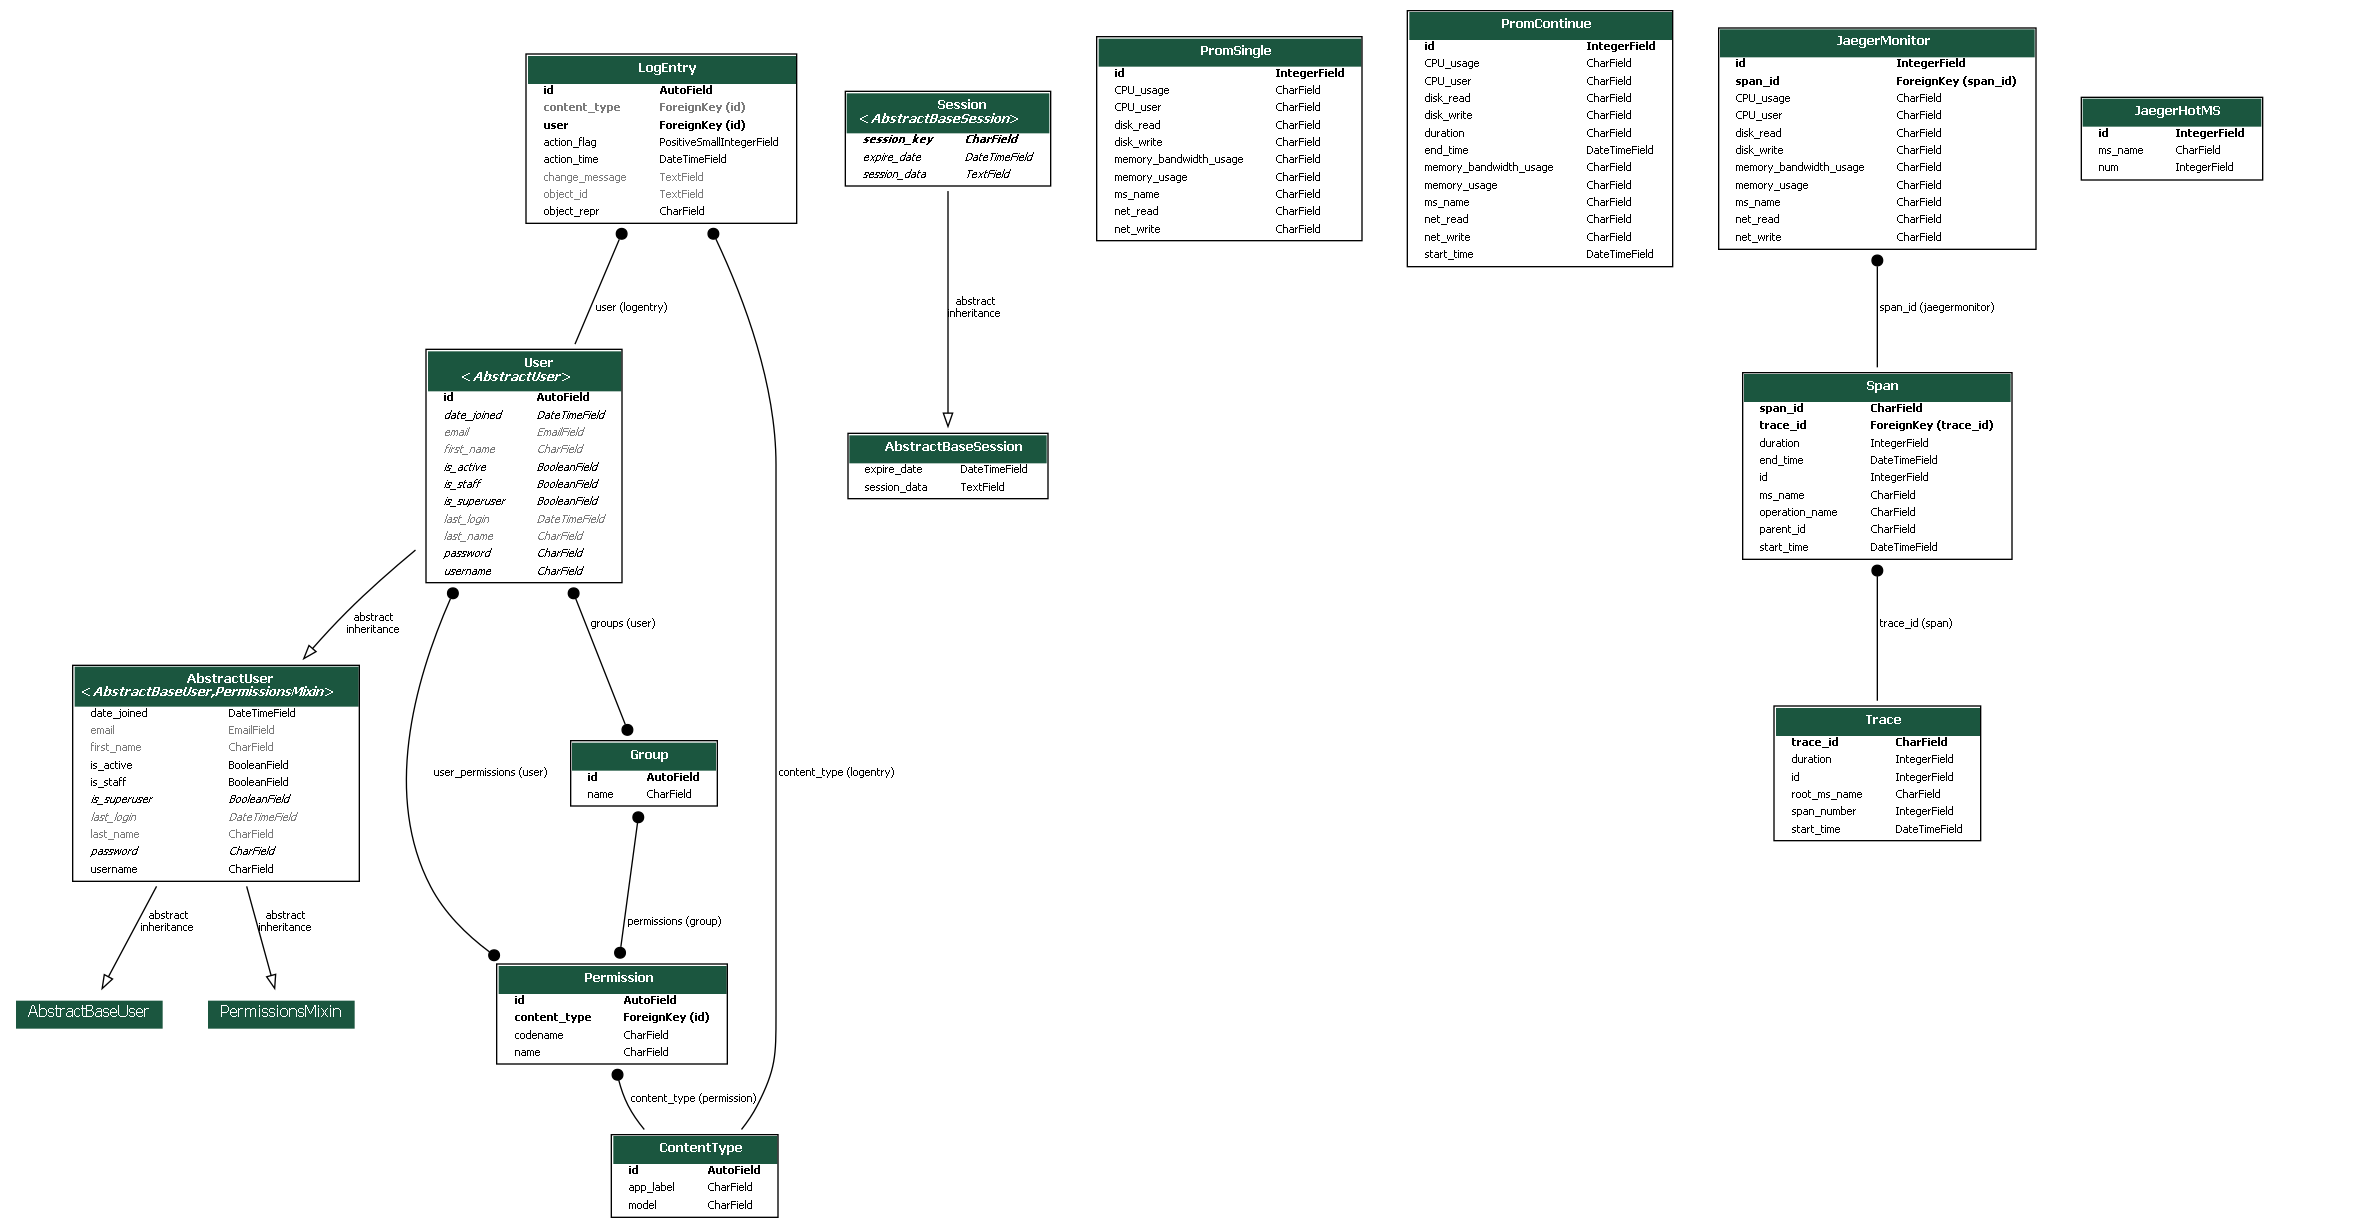 LogEntry
id AutoField
content_type ForeignKey (id)
user ForeignKey (id)
action_flag PositiveSmallIntegerField
action_time DateTimeField
change_message TextField
object_id TextField
object_repr CharField
Session
<AbstractBaseSession>
session_key CharField
expire_date DateTimeField
session_data TextField
PromSingle
id IntegerField
CPU_usage CharField
CPU_user CharField
disk_read CharField
disk_write CharField
memory_bandwidth_usage CharField
memory_usage CharField
ms_name CharField
net_read CharField
net_write CharField
PromContinue
id IntegerField
CPU_usage CharField
CPU_user CharField
disk_read CharField
disk_write CharField
duration CharField
end_time DateTimeField
memory_bandwidth_usage CharField
memory_usage CharField
ms_name CharField
net_read CharField
net_write CharField
start_time DateTimeField
JaegerMonitor
id IntegerField
span_id ForeignKey (span_id)
CPU_usage CharField
CPU_user CharField
disk_read CharField
disk_write CharField
memory_bandwidth_usage CharField
memory_usage CharField
ms_name CharField
net_read CharField
net_write CharField
JaegerHotMS
id IntegerField
ms_name CharField
num IntegerField
user (logentry)
abstract
inheritance
span_id (jaegermonitor)
User
<AbstractUser>
id AutoField
date_joined DateTimeField
email EmailField
first_name CharField
is_active BooleanField
is_staff BooleanField
is_superuser BooleanField
last_login DateTimeField
last_name CharField
password CharField
username CharField
AbstractBaseSession
expire_date DateTimeField
session_data TextField
Span
span_id CharField
trace_id ForeignKey (trace_id)
duration IntegerField
end_time DateTimeField
id IntegerField
ms_name CharField
operation_name CharField
parent_id CharField
start_time DateTimeField
abstract
inheritance
groups (user)
trace_id (span)
AbstractUser
<AbstractBaseUser,PermissionsMixin>
date_joined DateTimeField
email EmailField
first_name CharField
is_active BooleanField
is_staff BooleanField
is_superuser BooleanField
last_login DateTimeField
last_name CharField
password CharField
username CharField
user_permissions (user)
Group
id AutoField
name CharField
content_type (logentry)
Trace
trace_id CharField
duration IntegerField
id IntegerField
root_ms_name CharField
span_number IntegerField
start_time DateTimeField
abstract
inheritance
abstract
inheritance
permissions (group)
AbstractBaseUser
PermissionsMixin
Permission
id AutoField
content_type ForeignKey (id)
codename CharField
name CharField
content_type (permission)
ContentType
id AutoField
app_label CharField
model CharField